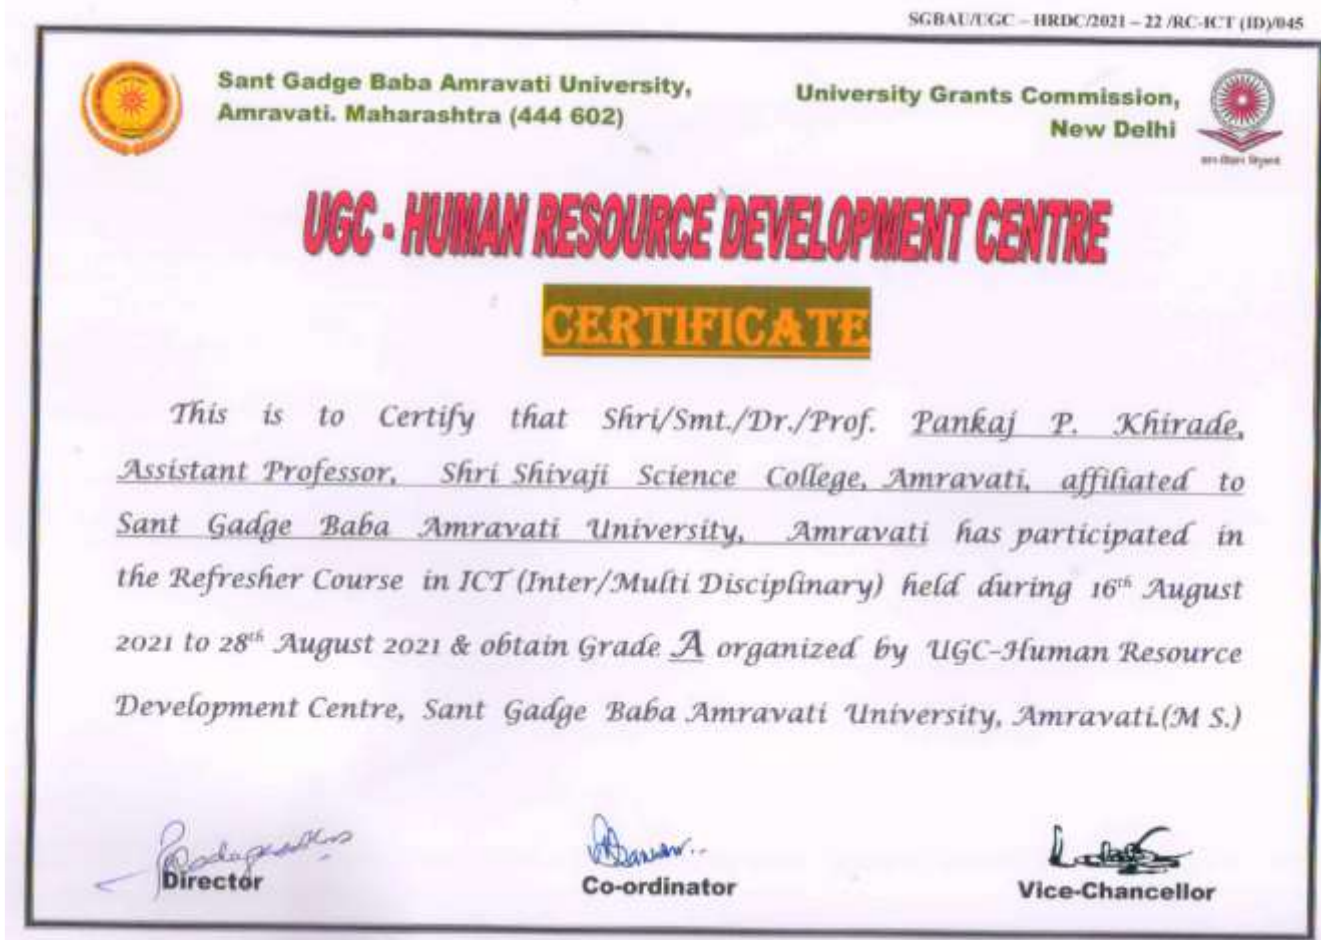 SGBAU/UGC – HRDC/2021 – 22 /RC-ICT (ID)/045
Sant Gadge Baba Amravati University,
Amravati. Maharashtra (444 602)
University Grants Commission,
New Delhi
UGC - HUMAN RESOURCE DEVELOPMENT CENTRE
CERTIFICATE
This is to Certify that Shri/Smt./Dr./Prof. Pankaj P. Khirade,
Assistant Professor, Shri Shivaji Science College, Amravati, affiliated to
Sant Gadge Baba Amravati University, Amravati has participated in
the Refresher Course in ICT (Inter/Multi Disciplinary) held during 16th August
2021 to 28th August 2021 & obtain Grade A organized by UGC-Human Resource
Development Centre, Sant Gadge Baba Amravati University, Amravati.(M S.)
Director
Co-ordinator
Vice-Chancellor